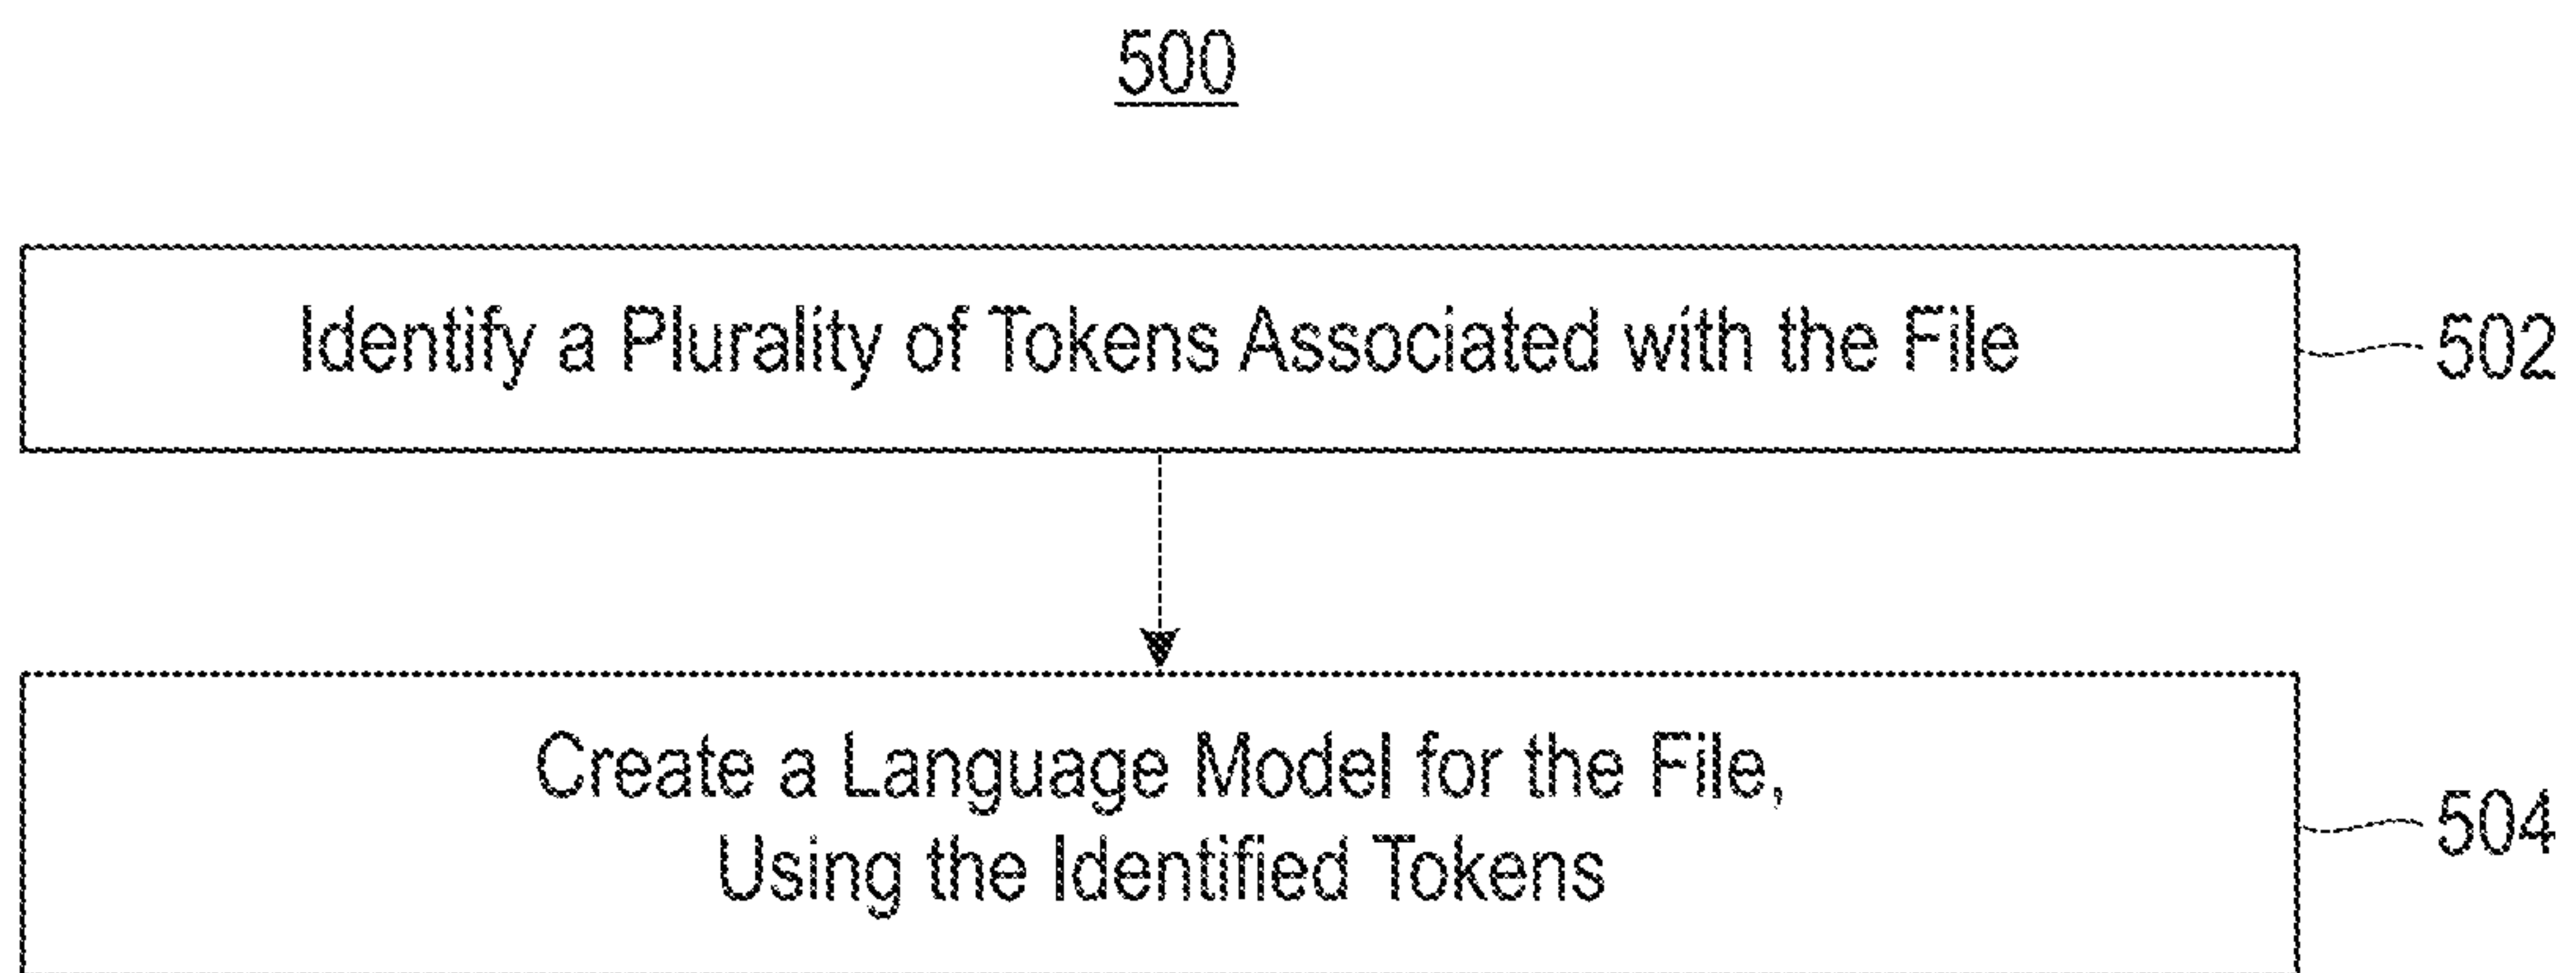 500
Identify a Plurality of Tokens Associated with the File
502
Create a Language Model for the File,
Using the Identified Tokens
504